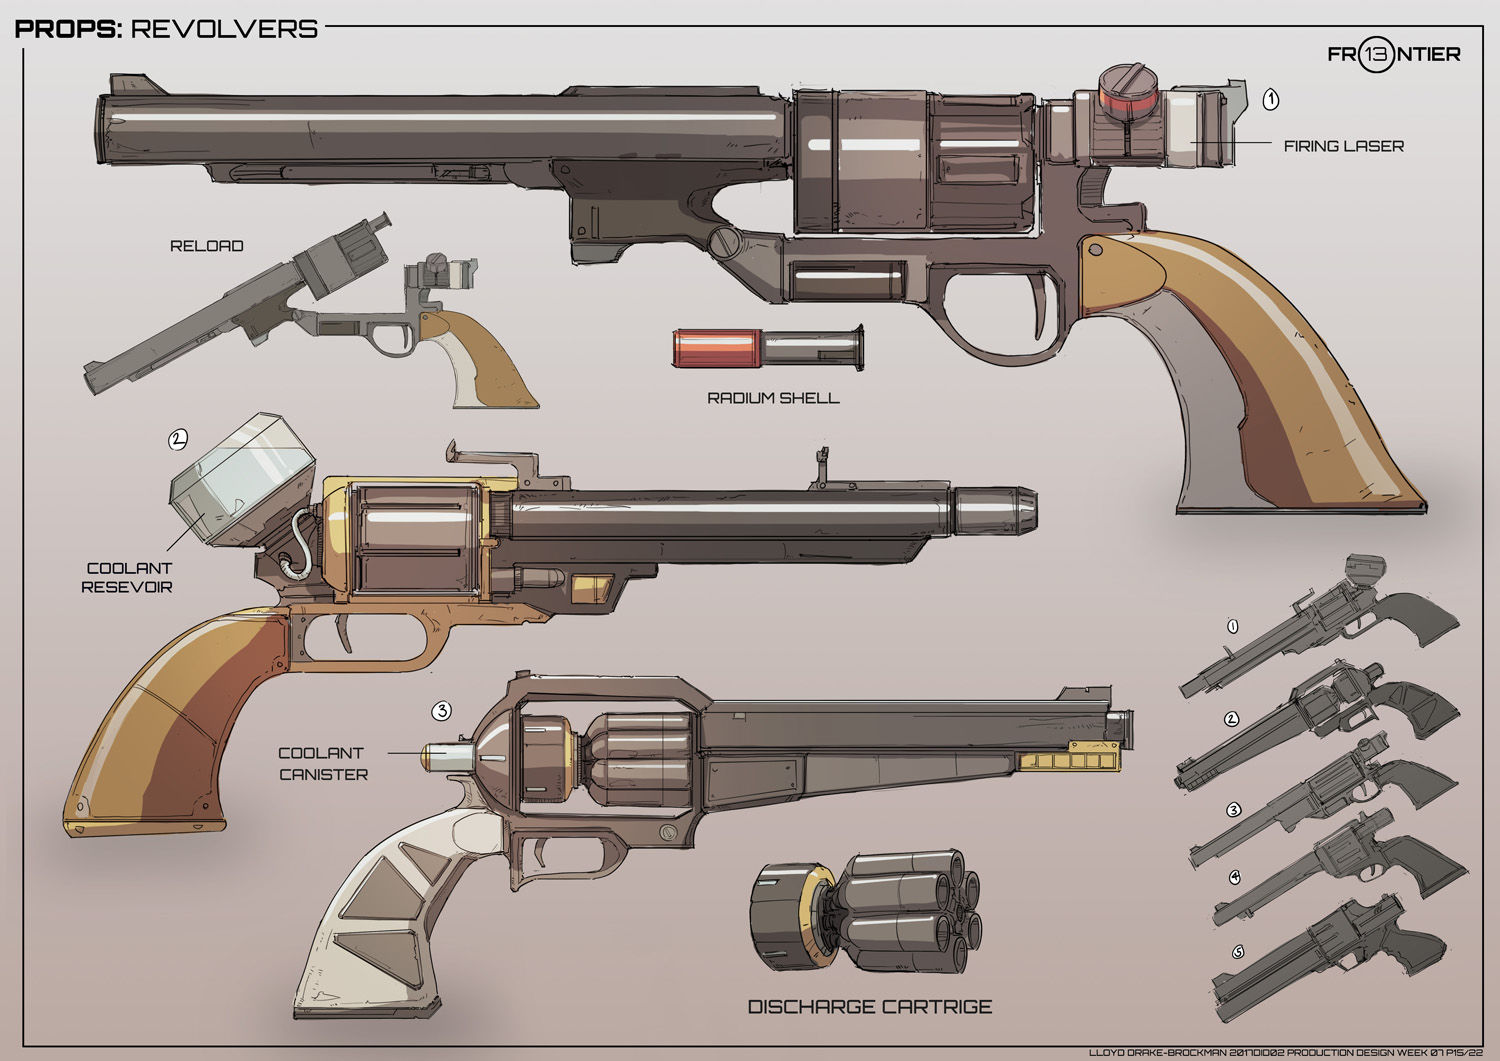 PROPS: REVOLVERS
FR13NTIER
1
FIRING LASER
RELOAD
RADIUM SHELL
2
COOLANT
RESEVOIR
1
2
3
COOLANT
CANISTER
3
4
5
DISCHARGE CARTRIGE
LLOYD DRAKE-BROCKMAN 2017DID02 PRODUCTION DESIGN WEEK 07 P15/22